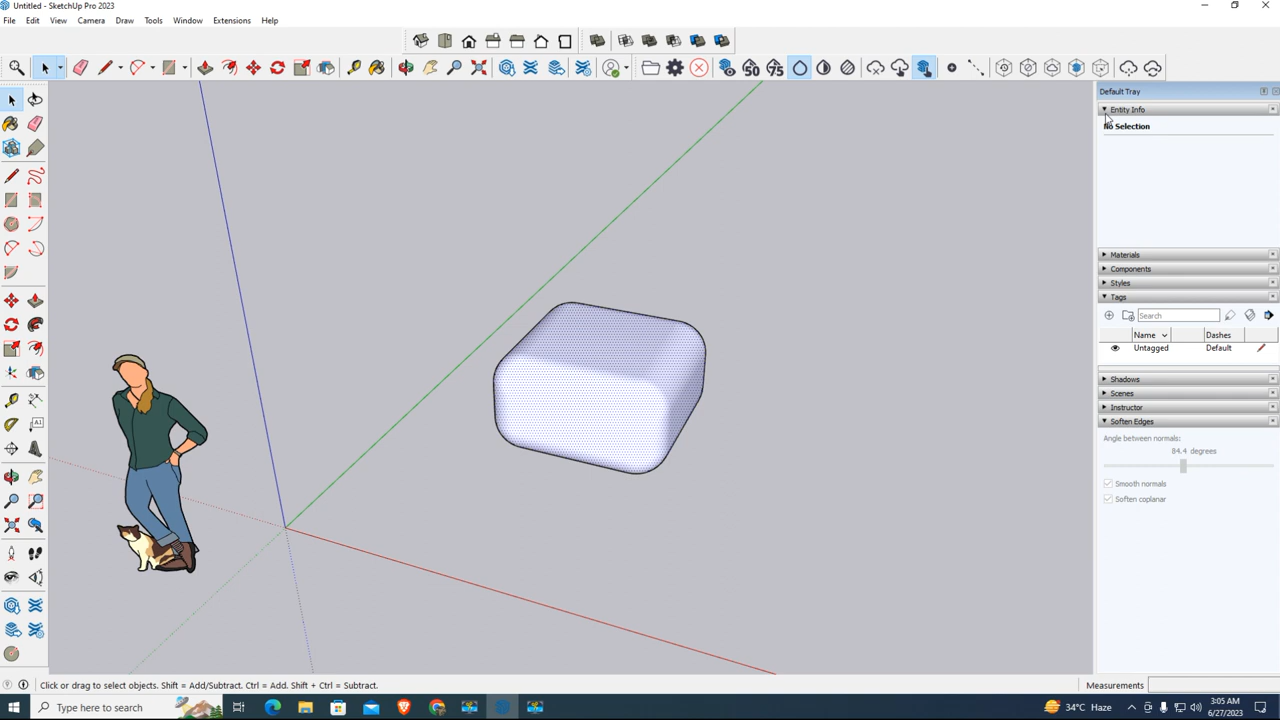 Untitled - SketchUp Pro 2023
File Edit View Camera Draw Tools Window Extensions Help
50 75
Default Tray
Entity Info
No Selection
Materials
Components
Styles
Tags
Search
Name Dashes
Untagged Default
Shadows
Scenes
Instructor
Soften Edges
Angle between normals:
84.4 degrees
Smooth normals
Soften coplanar
Click or drag to select objects. Shift = Add/Subtract. Ctrl = Add. Shift + Ctrl = Subtract.
Measurements
Type here to search
34°C Haze
3:05 AM
6/27/2023